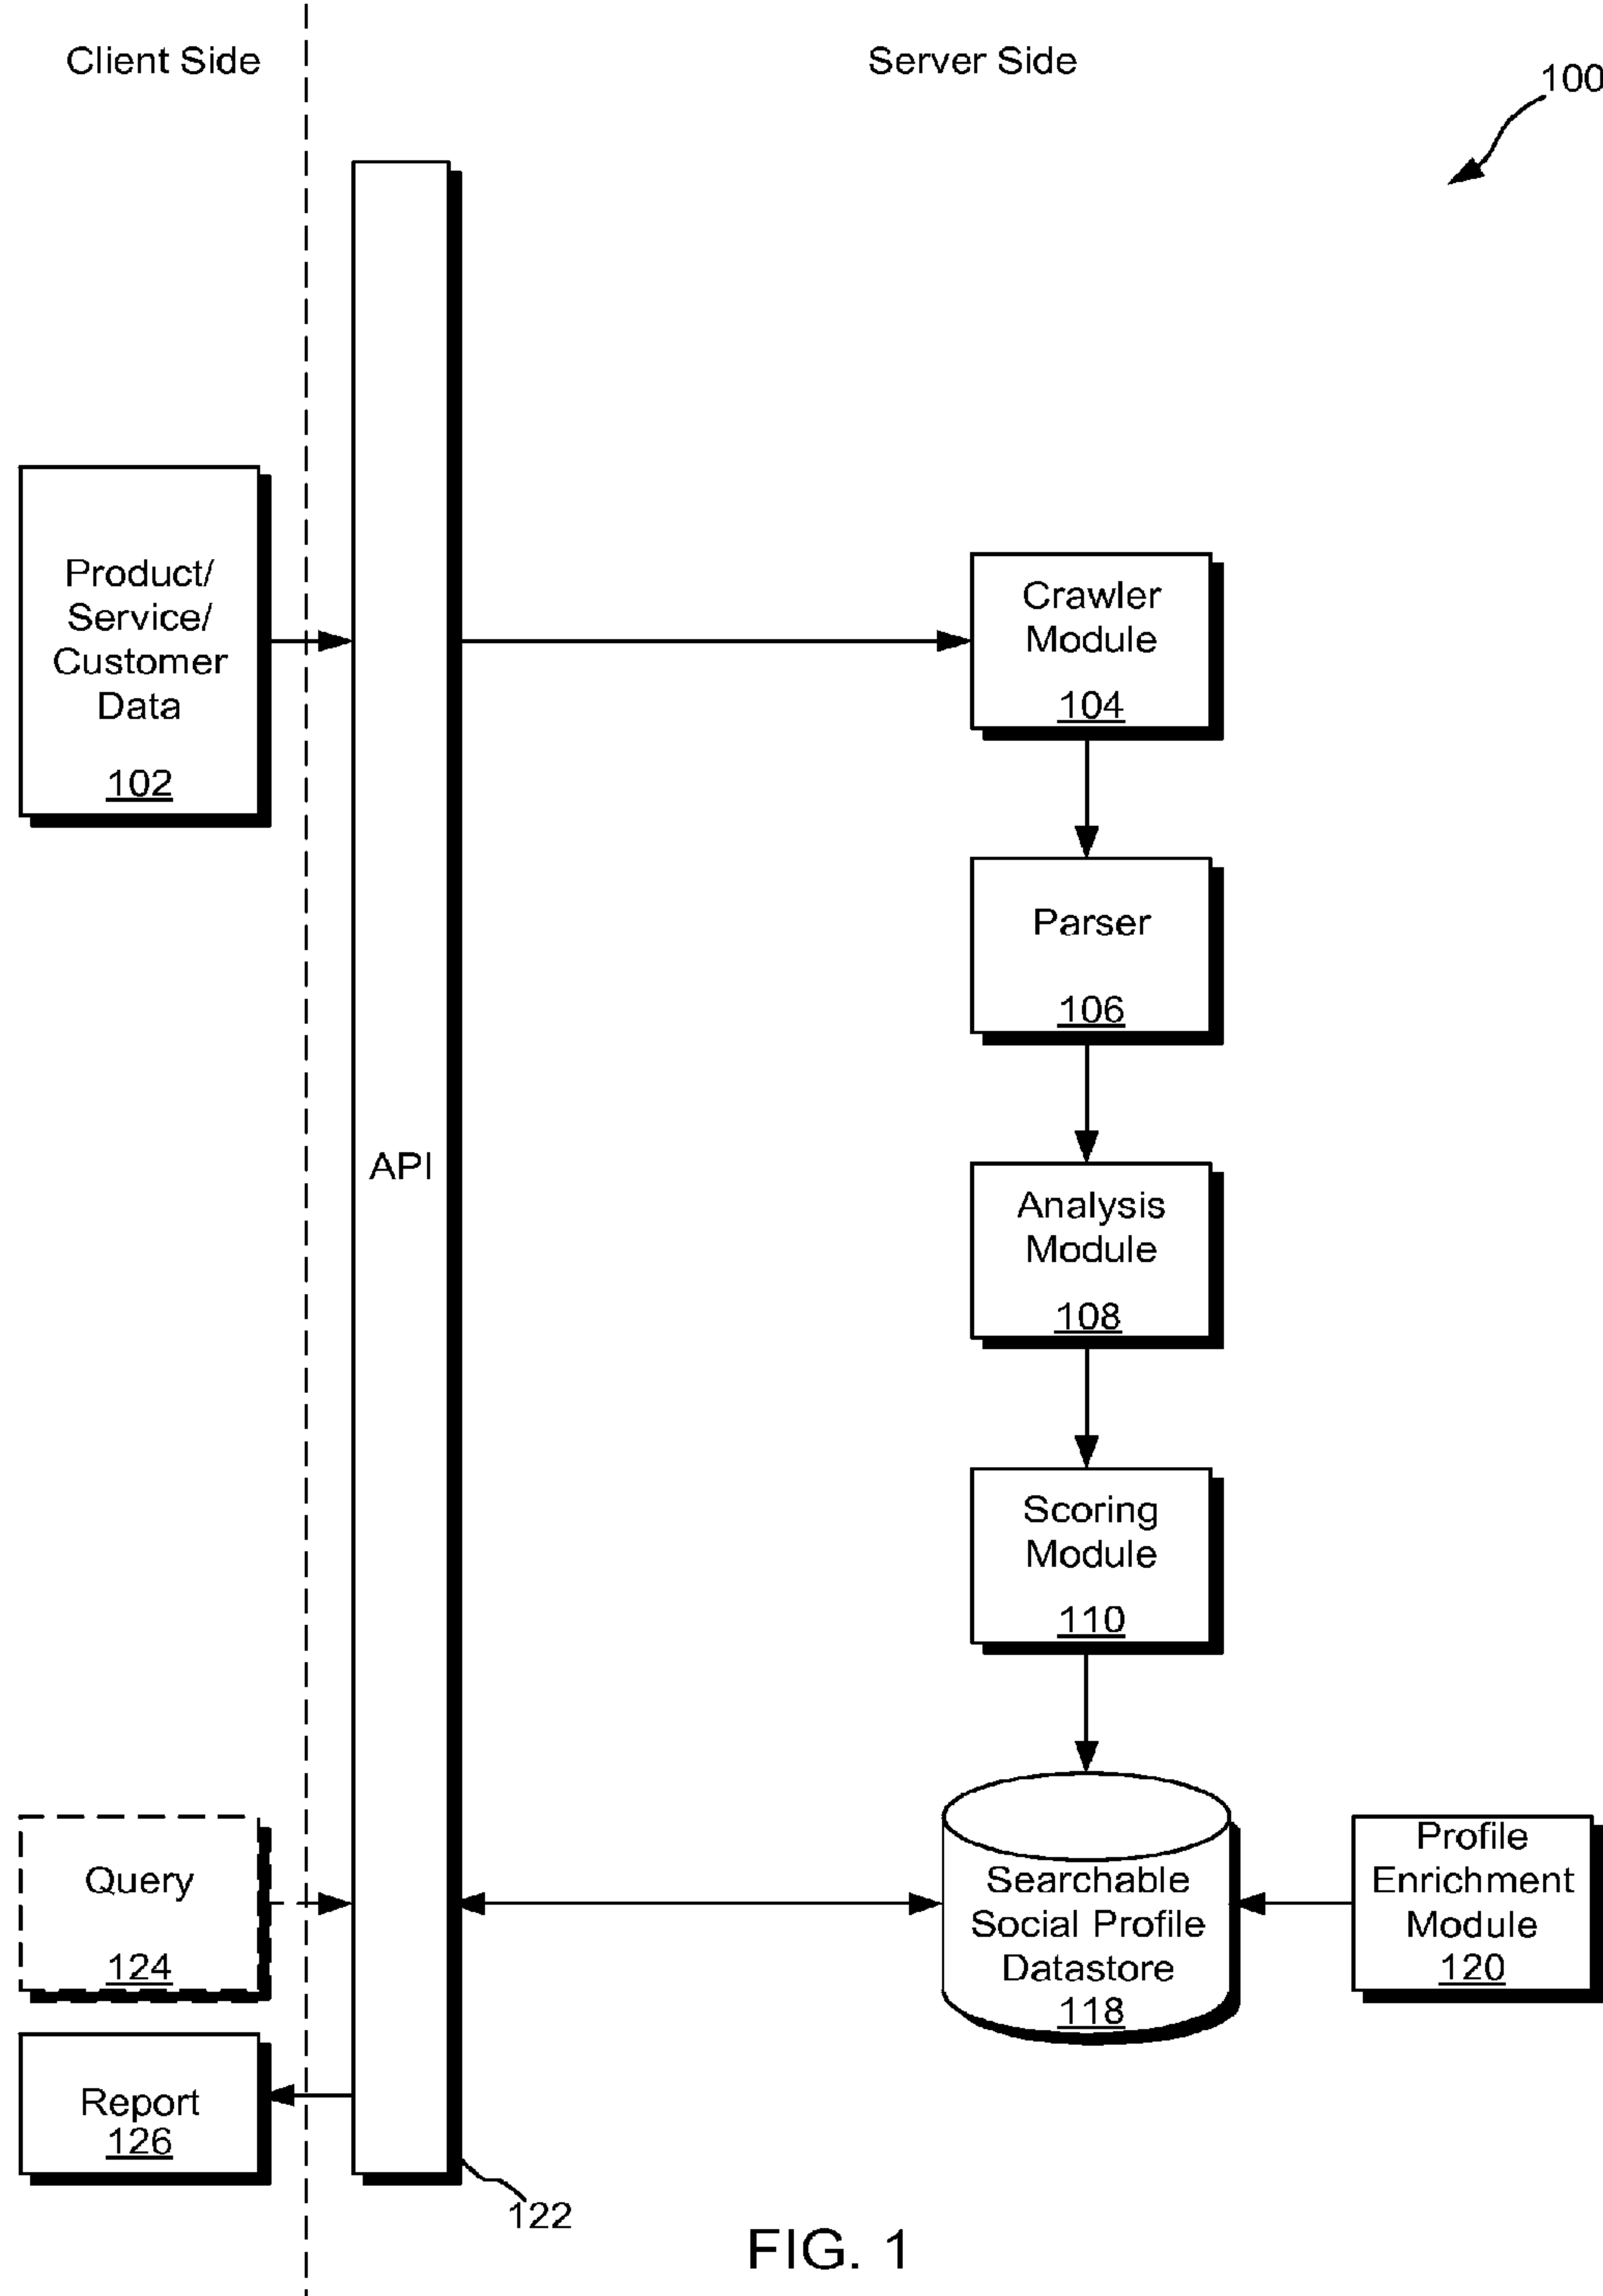 Client Side
Server Side
100
Product/
Service/
Customer
Data
102
Crawler
Module
104
Parser
106
API
Analysis
Module
108
Scoring
Module
110
Query
124
Searchable
Social Profile
Datastore
118
Profile
Enrichment
Module
120
Report
126
122
FIG. 1